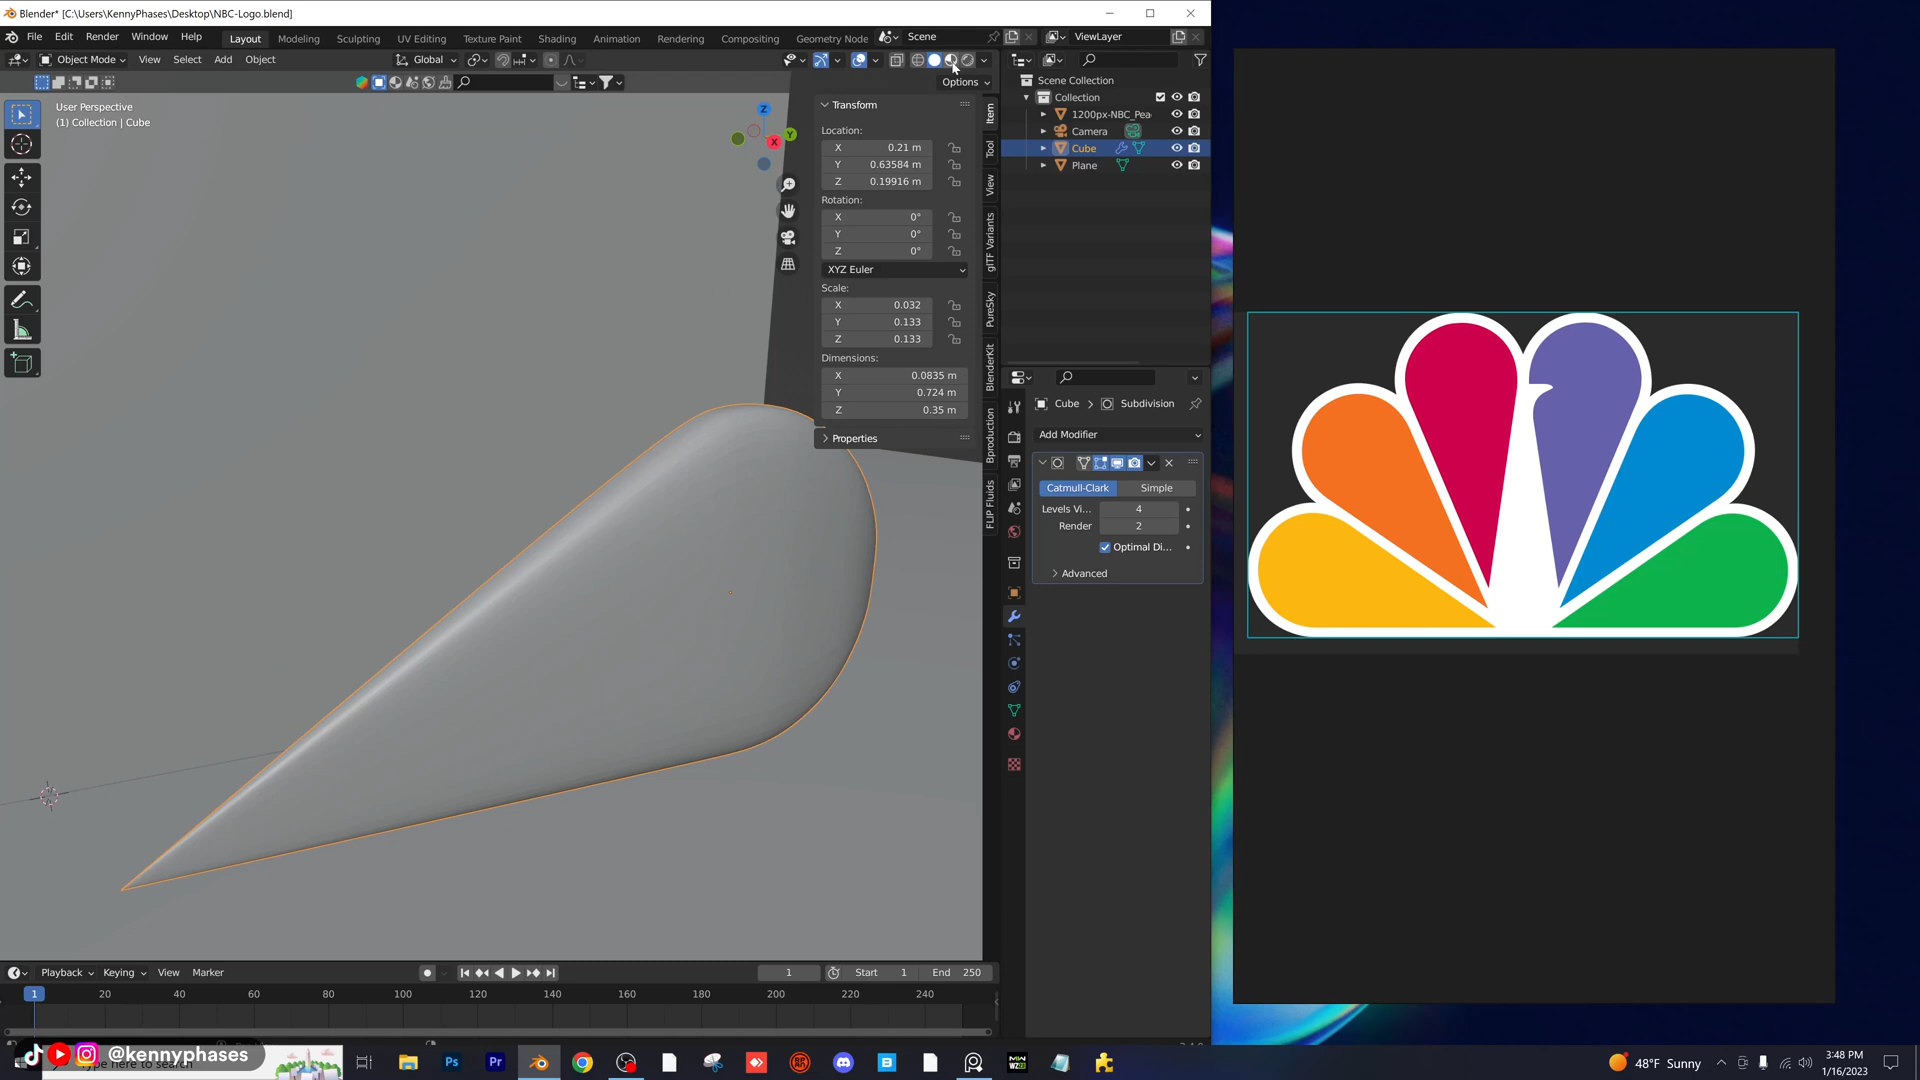 Blender* [C:\Users\KennyPhases\Desktop\NBC-Logo.blend]
File Edit Render Window Help
Layout Modeling Sculpting UV Editing Texture Paint Shading Animation Rendering Compositing Geometry Node
Scene
ViewLayer
Object Mode View Select Add Object
Global
Options
User Perspective
(1) Collection | Cube
Z
Y
X
Transform
Location:
X 0.21 m
Y 0.63584 m
Z 0.19916 m
Rotation:
X 0°
Y 0°
Z 0°
XYZ Euler
Scale:
X 0.032
Y 0.133
Z 0.133
Dimensions:
X 0.0835 m
Y 0.724 m
Z 0.35 m
Properties
Item
Tool
View
glTF Variants
PureSky
BlenderKit
Bproduction
FLIP Fluids
Scene Collection
Collection
1200px-NBC_Pea
Camera
Cube
Plane
Cube
Subdivision
Add Modifier
Catmull-Clark Simple
Levels Vi... 4
Render 2
Optimal Di...
Advanced
Playback Keying View Marker
1
Start 1
End 250
1 20 40 60 80 100 120 140 160 180 200 220 240
@kennyphases
Ps
Pr
48°F Sunny
3:48 PM
1/16/2023